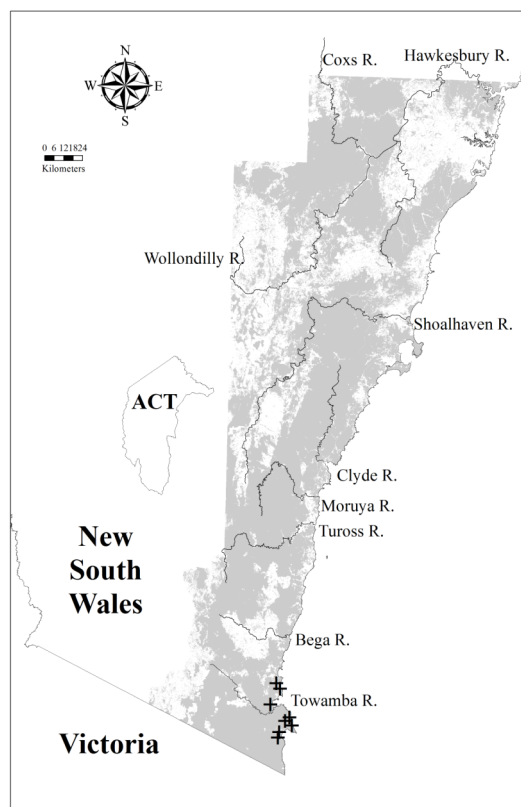 Coxs R.
Hawkesbury R.
N
W E
S
0 6 121824
Kilometers
Wollondilly R.
Shoalhaven R.
ACT
Clyde R.
Moruya R.
Tuross R.
New
South
Wales
Bega R.
Towamba R.
Victoria